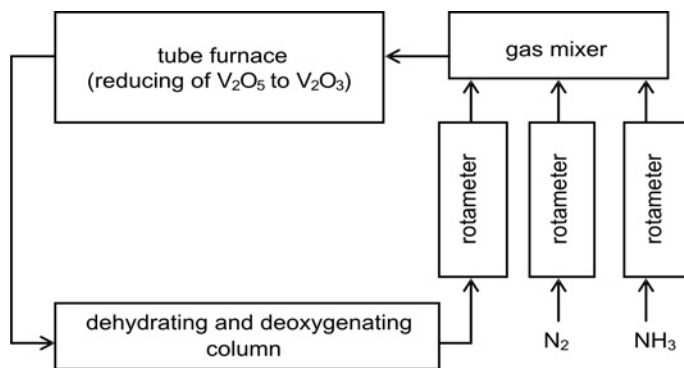 tube furnace
(reducing of V₂O₅ to V₂O₃)
gas mixer
rotameter
rotameter
rotameter
dehydrating and deoxygenating
column
N₂
NH₃